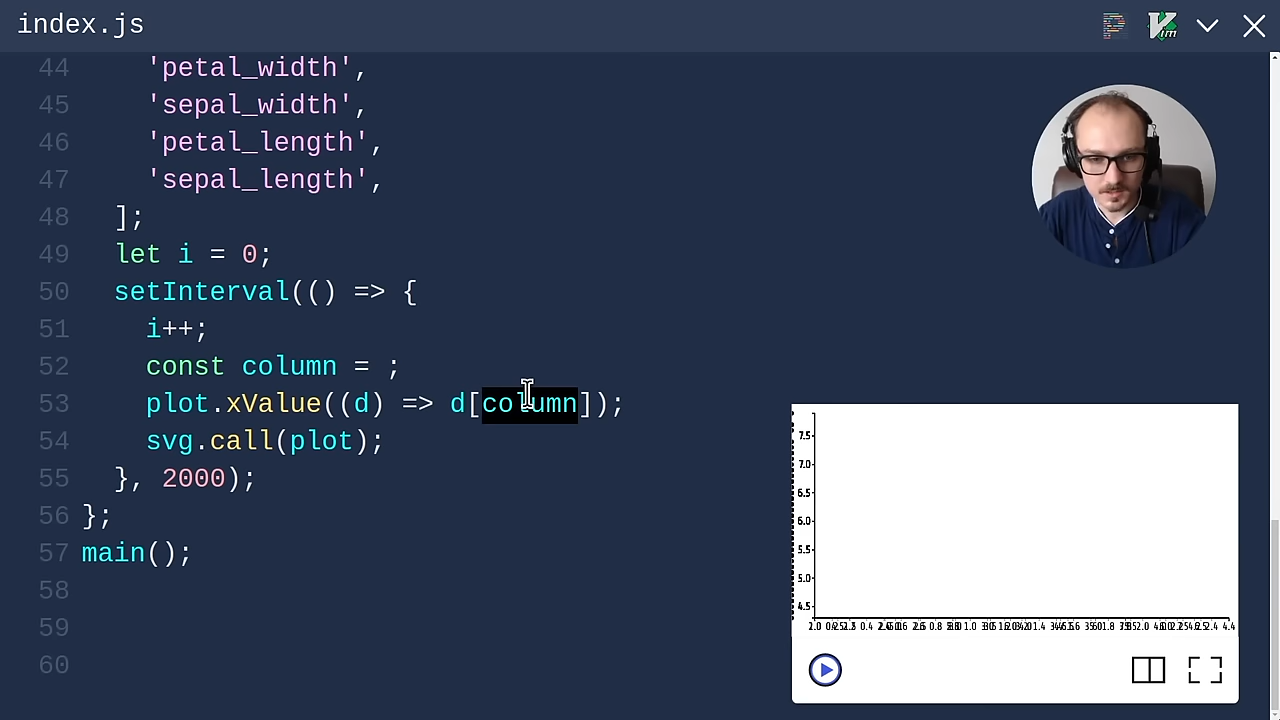 index.js
Vim
44 'petal_width',
45 'sepal_width',
46 'petal_length',
47 'sepal_length',
48 ];
49 let i = 0;
50 setInterval(() => {
51 i++;
52 const column = ;
53 plot.xValue((d) => d[column]);
54 svg.call(plot);
55 }, 2000);
56 };
57 main();
58
59
60
7.5
7.0
6.5
6.0
5.5
5.0
4.5